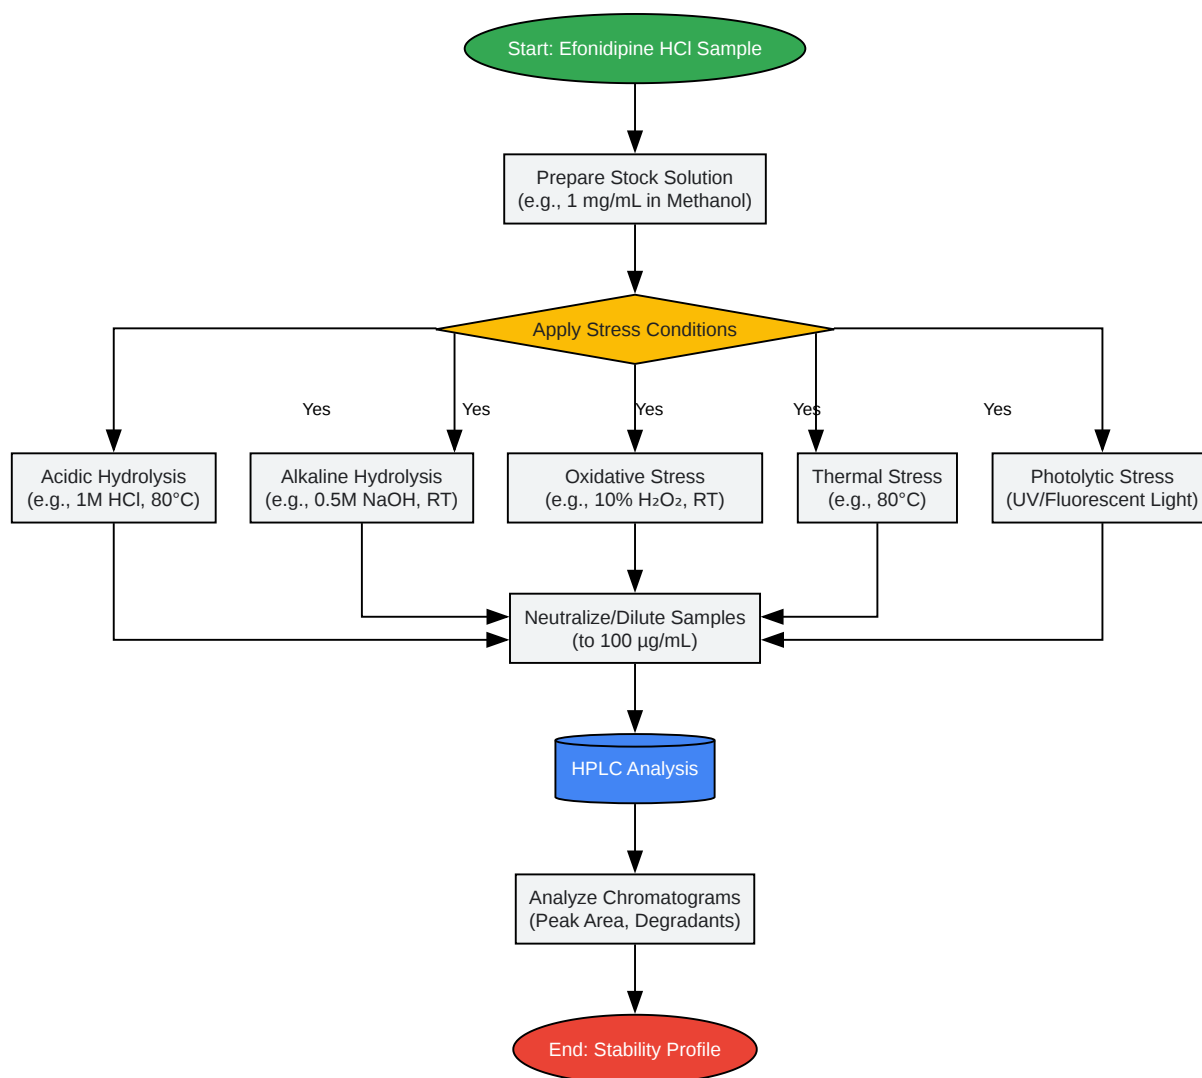 Start: Efonidipine HCl Sample
Prepare Stock Solution
(e.g., 1 mg/mL in Methanol)
Apply Stress Conditions
Yes
Yes
Yes
Yes
Yes
Acidic Hydrolysis
(e.g., 1M HCl, 80°C)
Alkaline Hydrolysis
(e.g., 0.5M NaOH, RT)
Oxidative Stress
(e.g., 10% H₂O₂, RT)
Thermal Stress
(e.g., 80°C)
Photolytic Stress
(UV/Fluorescent Light)
Neutralize/Dilute Samples
(to 100 µg/mL)
HPLC Analysis
Analyze Chromatograms
(Peak Area, Degradants)
End: Stability Profile